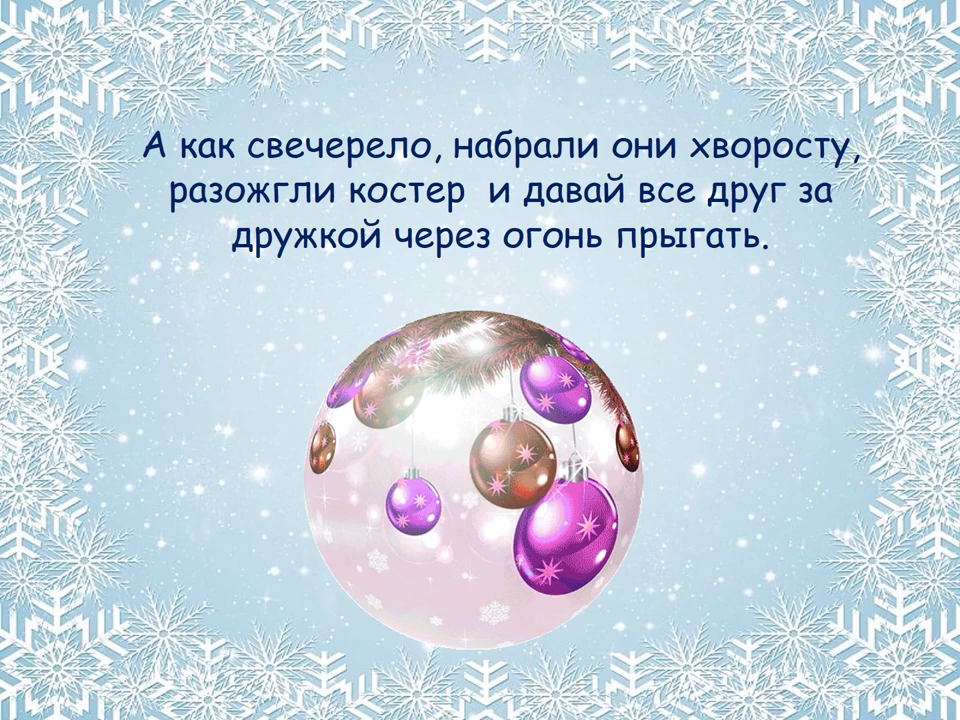 А как свечерело, набрали они хворосту,
разожгли костер  и давай все друг за
дружкой через огонь прыгать.